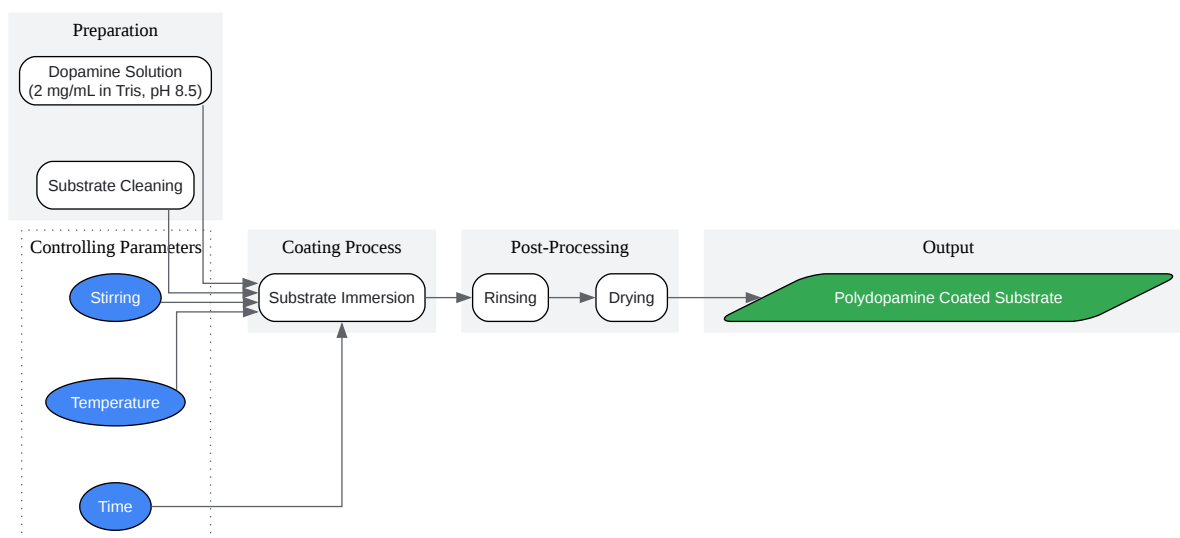 Preparation
Dopamine Solution
(2 mg/mL in Tris, pH 8.5)
Substrate Cleaning
Controlling Parameters
Stirring
Temperature
Time
Coating Process
Substrate Immersion
Post-Processing
Rinsing
Drying
Output
Polydopamine Coated Substrate